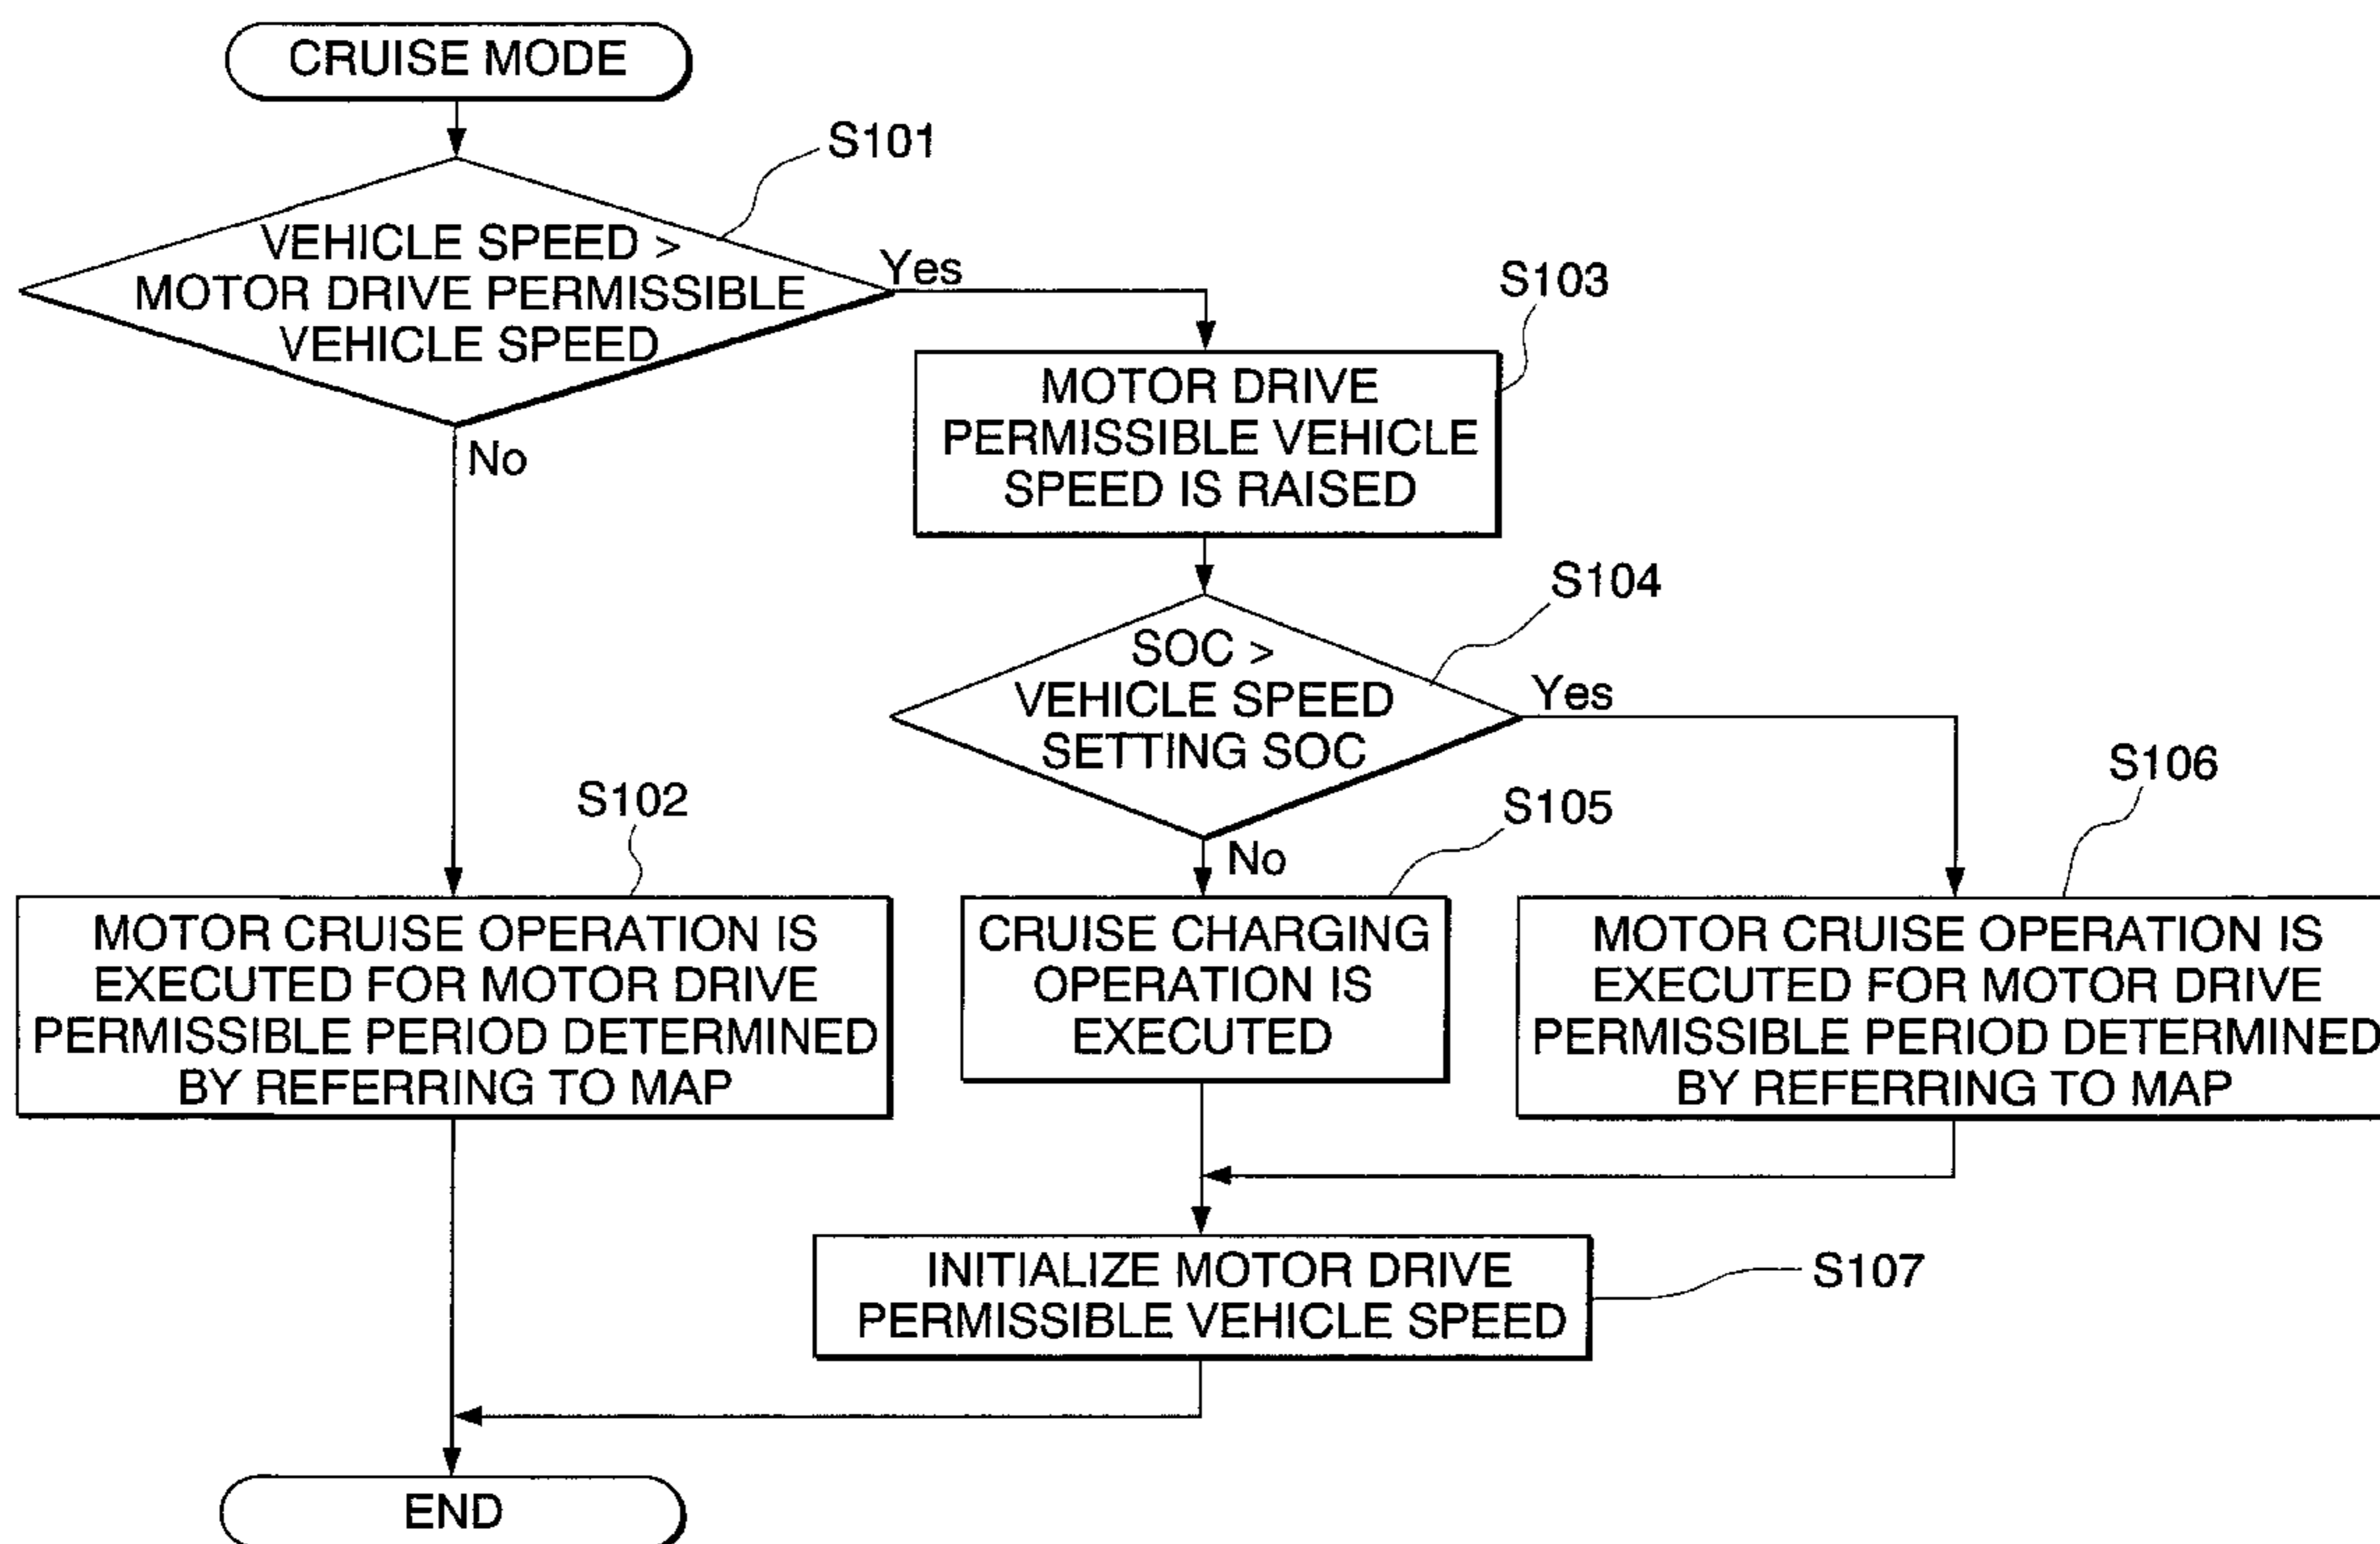 CRUISE MODE
S101
VEHICLE SPEED >
MOTOR DRIVE PERMISSIBLE
VEHICLE SPEED
Yes
No
S103
MOTOR DRIVE
PERMISSIBLE VEHICLE
SPEED IS RAISED
S104
SOC >
VEHICLE SPEED
SETTING SOC
Yes
No
S102
MOTOR CRUISE OPERATION IS
EXECUTED FOR MOTOR DRIVE
PERMISSIBLE PERIOD DETERMINED
BY REFERRING TO MAP
S105
CRUISE CHARGING
OPERATION IS
EXECUTED
S106
MOTOR CRUISE OPERATION IS
EXECUTED FOR MOTOR DRIVE
PERMISSIBLE PERIOD DETERMINED
BY REFERRING TO MAP
INITIALIZE MOTOR DRIVE
PERMISSIBLE VEHICLE SPEED
S107
END